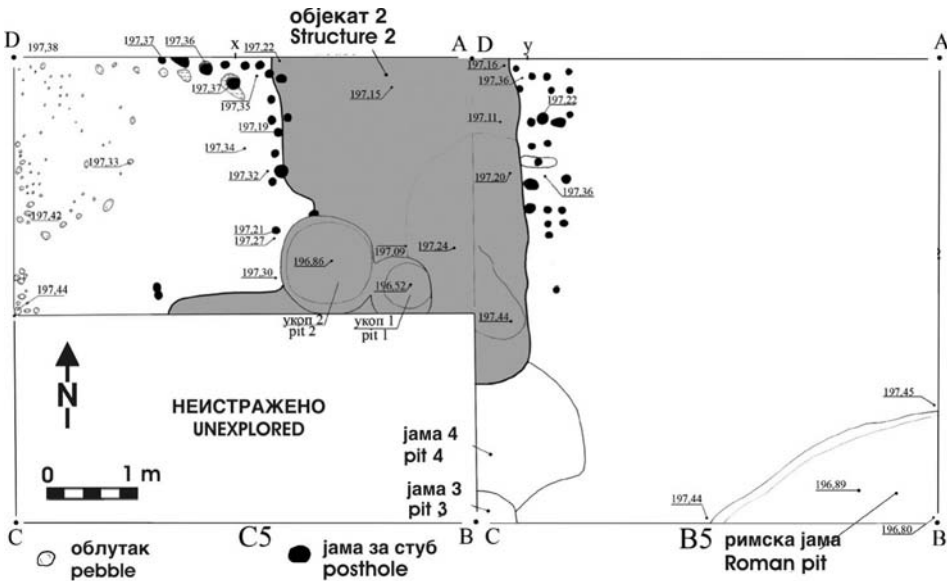 објекат 2
Structure 2
D
197,38
197,37
197,36
x
197,22
A
D
y
A
197,16
197,36
197,37
197,35
197,15
197,22
197,19
197,11
197,34
197,33
197,32
197,20
197,36
197,42
197,21
197,27
197,09
197,24
197,30
196,86
196,52
197,44
197,44
укоп 2
pit 2
укоп 1
pit 1
N
НЕИСТРАЖЕНО
UNEXPLORED
197,45
јама 4
pit 4
0 1 m
јама 3
pit 3
196,89
197,44
196,80
C
C5
B
C
B5
B
облутак
pebble
јама за стуб
posthole
римска јама
Roman pit